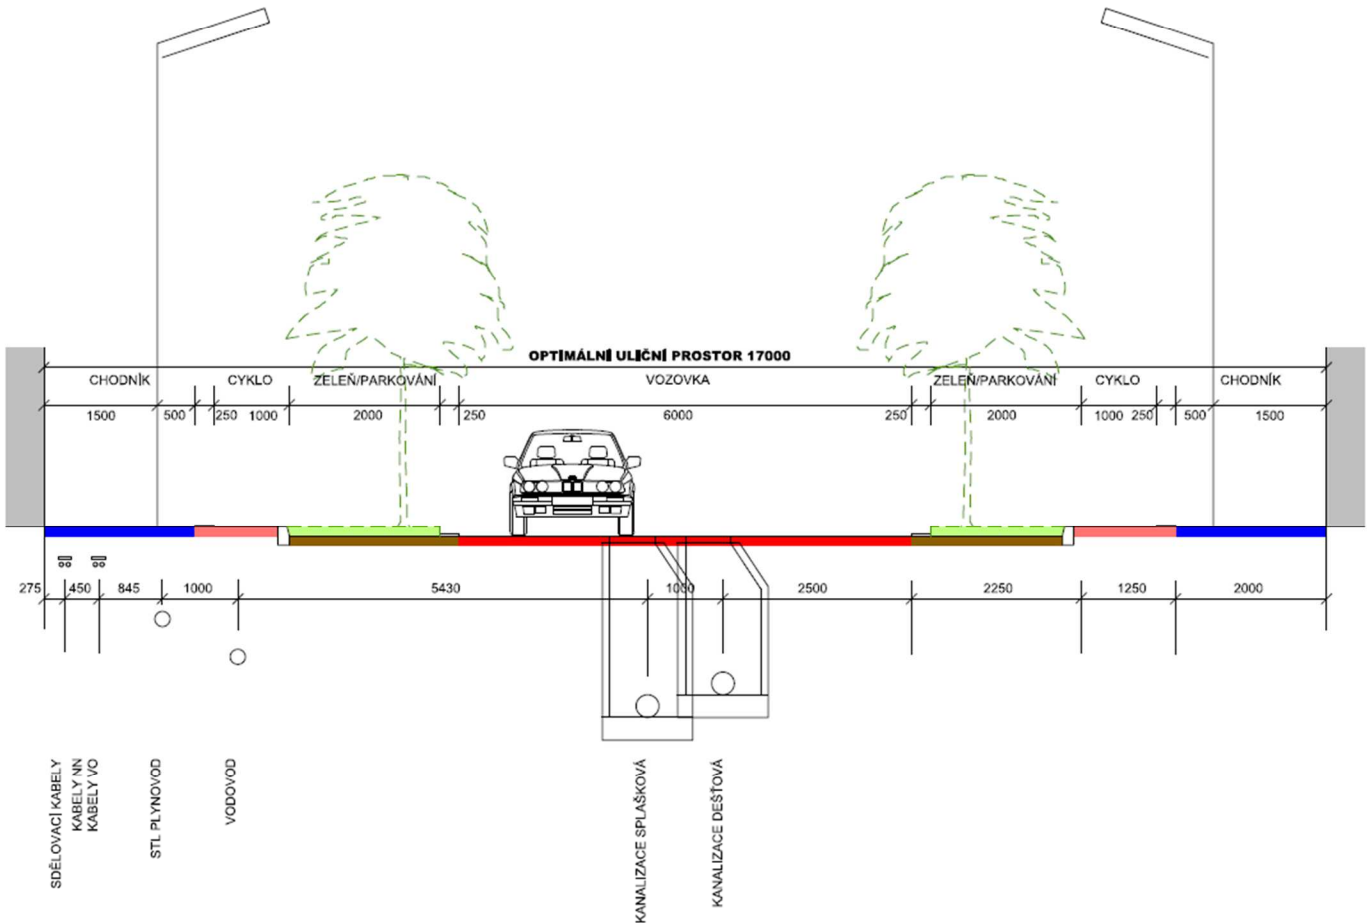 OPTIMÁLNÍ ULIČNÍ PROSTOR 17000
CHODNÍK CYKLO ZELEŇ/PARKOVÁNÍ VOZOVKA ZELEŇ/PARKOVÁNÍ CYKLO CHODNÍK
1500 500 250 1000 2000 250 6000 250 2000 1000 250 500 1500
275 450 845 1000 5430 1000 2500 2250 1250 2000
SDĚLOVACÍ KABELY
KABELY NN
KABELY VO
STL PLYNOVOD
VODOVOD
KANALIZACE SPLAŠKOVÁ
KANALIZACE DEŠŤOVÁ